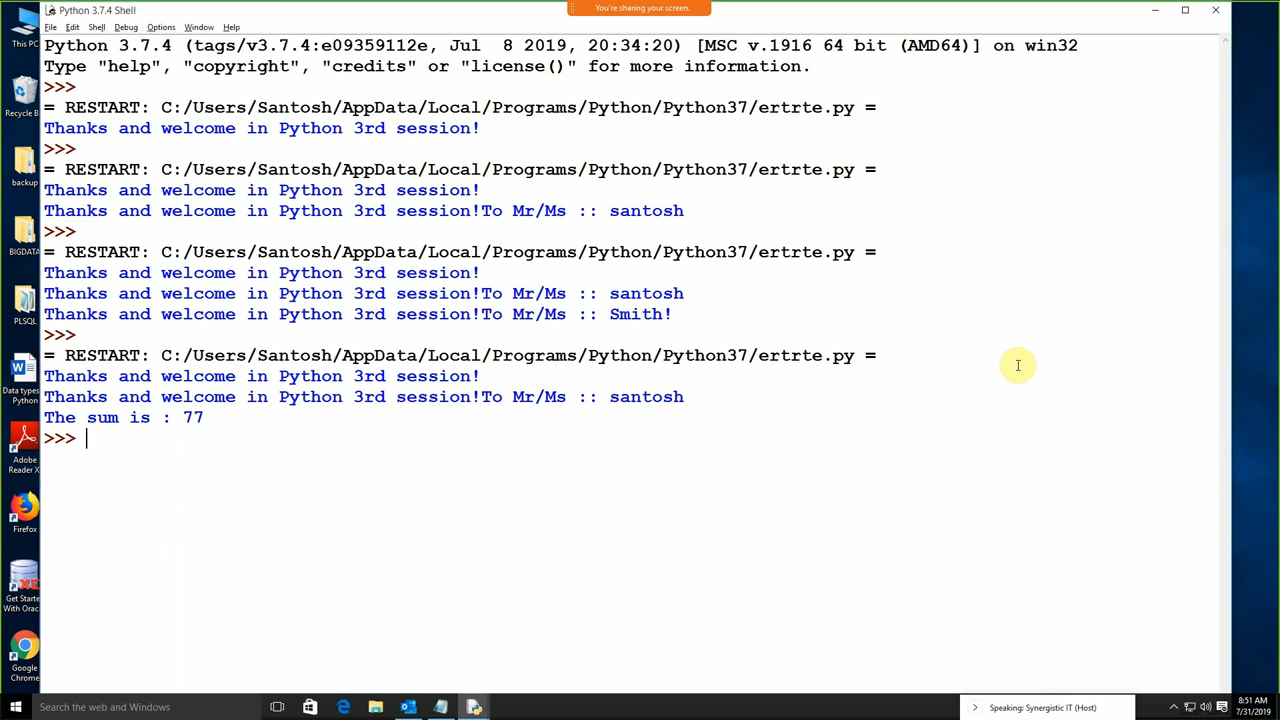 Python 3.7.4 Shell
You're sharing your screen.
File Edit Shell Debug Options Window Help
Python 3.7.4 (tags/v3.7.4:e09359112e, Jul  8 2019, 20:34:20) [MSC v.1916 64 bit (AMD64)] on win32
Type "help", "copyright", "credits" or "license()" for more information.
>>>
= RESTART: C:/Users/Santosh/AppData/Local/Programs/Python/Python37/ertrte.py =
Thanks and welcome in Python 3rd session!
>>>
= RESTART: C:/Users/Santosh/AppData/Local/Programs/Python/Python37/ertrte.py =
Thanks and welcome in Python 3rd session!
Thanks and welcome in Python 3rd session!To Mr/Ms :: santosh
>>>
= RESTART: C:/Users/Santosh/AppData/Local/Programs/Python/Python37/ertrte.py =
Thanks and welcome in Python 3rd session!
Thanks and welcome in Python 3rd session!To Mr/Ms :: santosh
Thanks and welcome in Python 3rd session!To Mr/Ms :: Smith!
>>>
= RESTART: C:/Users/Santosh/AppData/Local/Programs/Python/Python37/ertrte.py =
Thanks and welcome in Python 3rd session!
Thanks and welcome in Python 3rd session!To Mr/Ms :: santosh
The sum is : 77
>>>
This PC
Recycle B
backup
BIGDATA
PLSQL
Data types
Python
Adobe
Reader X
Firefox
Get Starte
With Orac
Google
Chrome
Search the web and Windows
Speaking: Synergistic IT (Host)
8:51 AM
7/31/2019